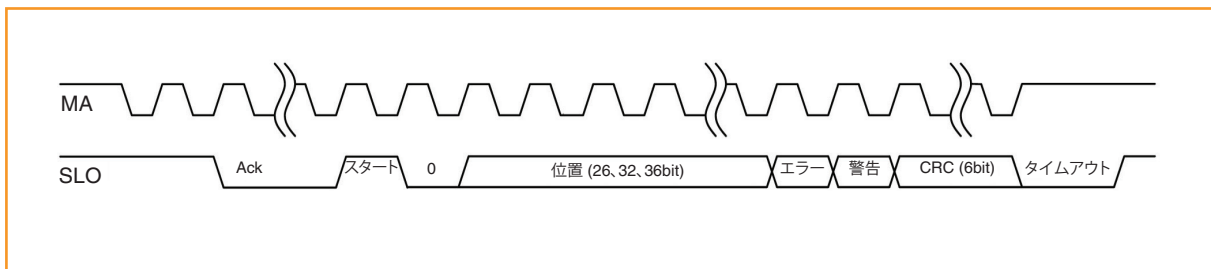 MA
SLO
Ack
スタート
0
位置 (26、32、36bit)
エラー
警告
CRC (6bit)
タイムアウト